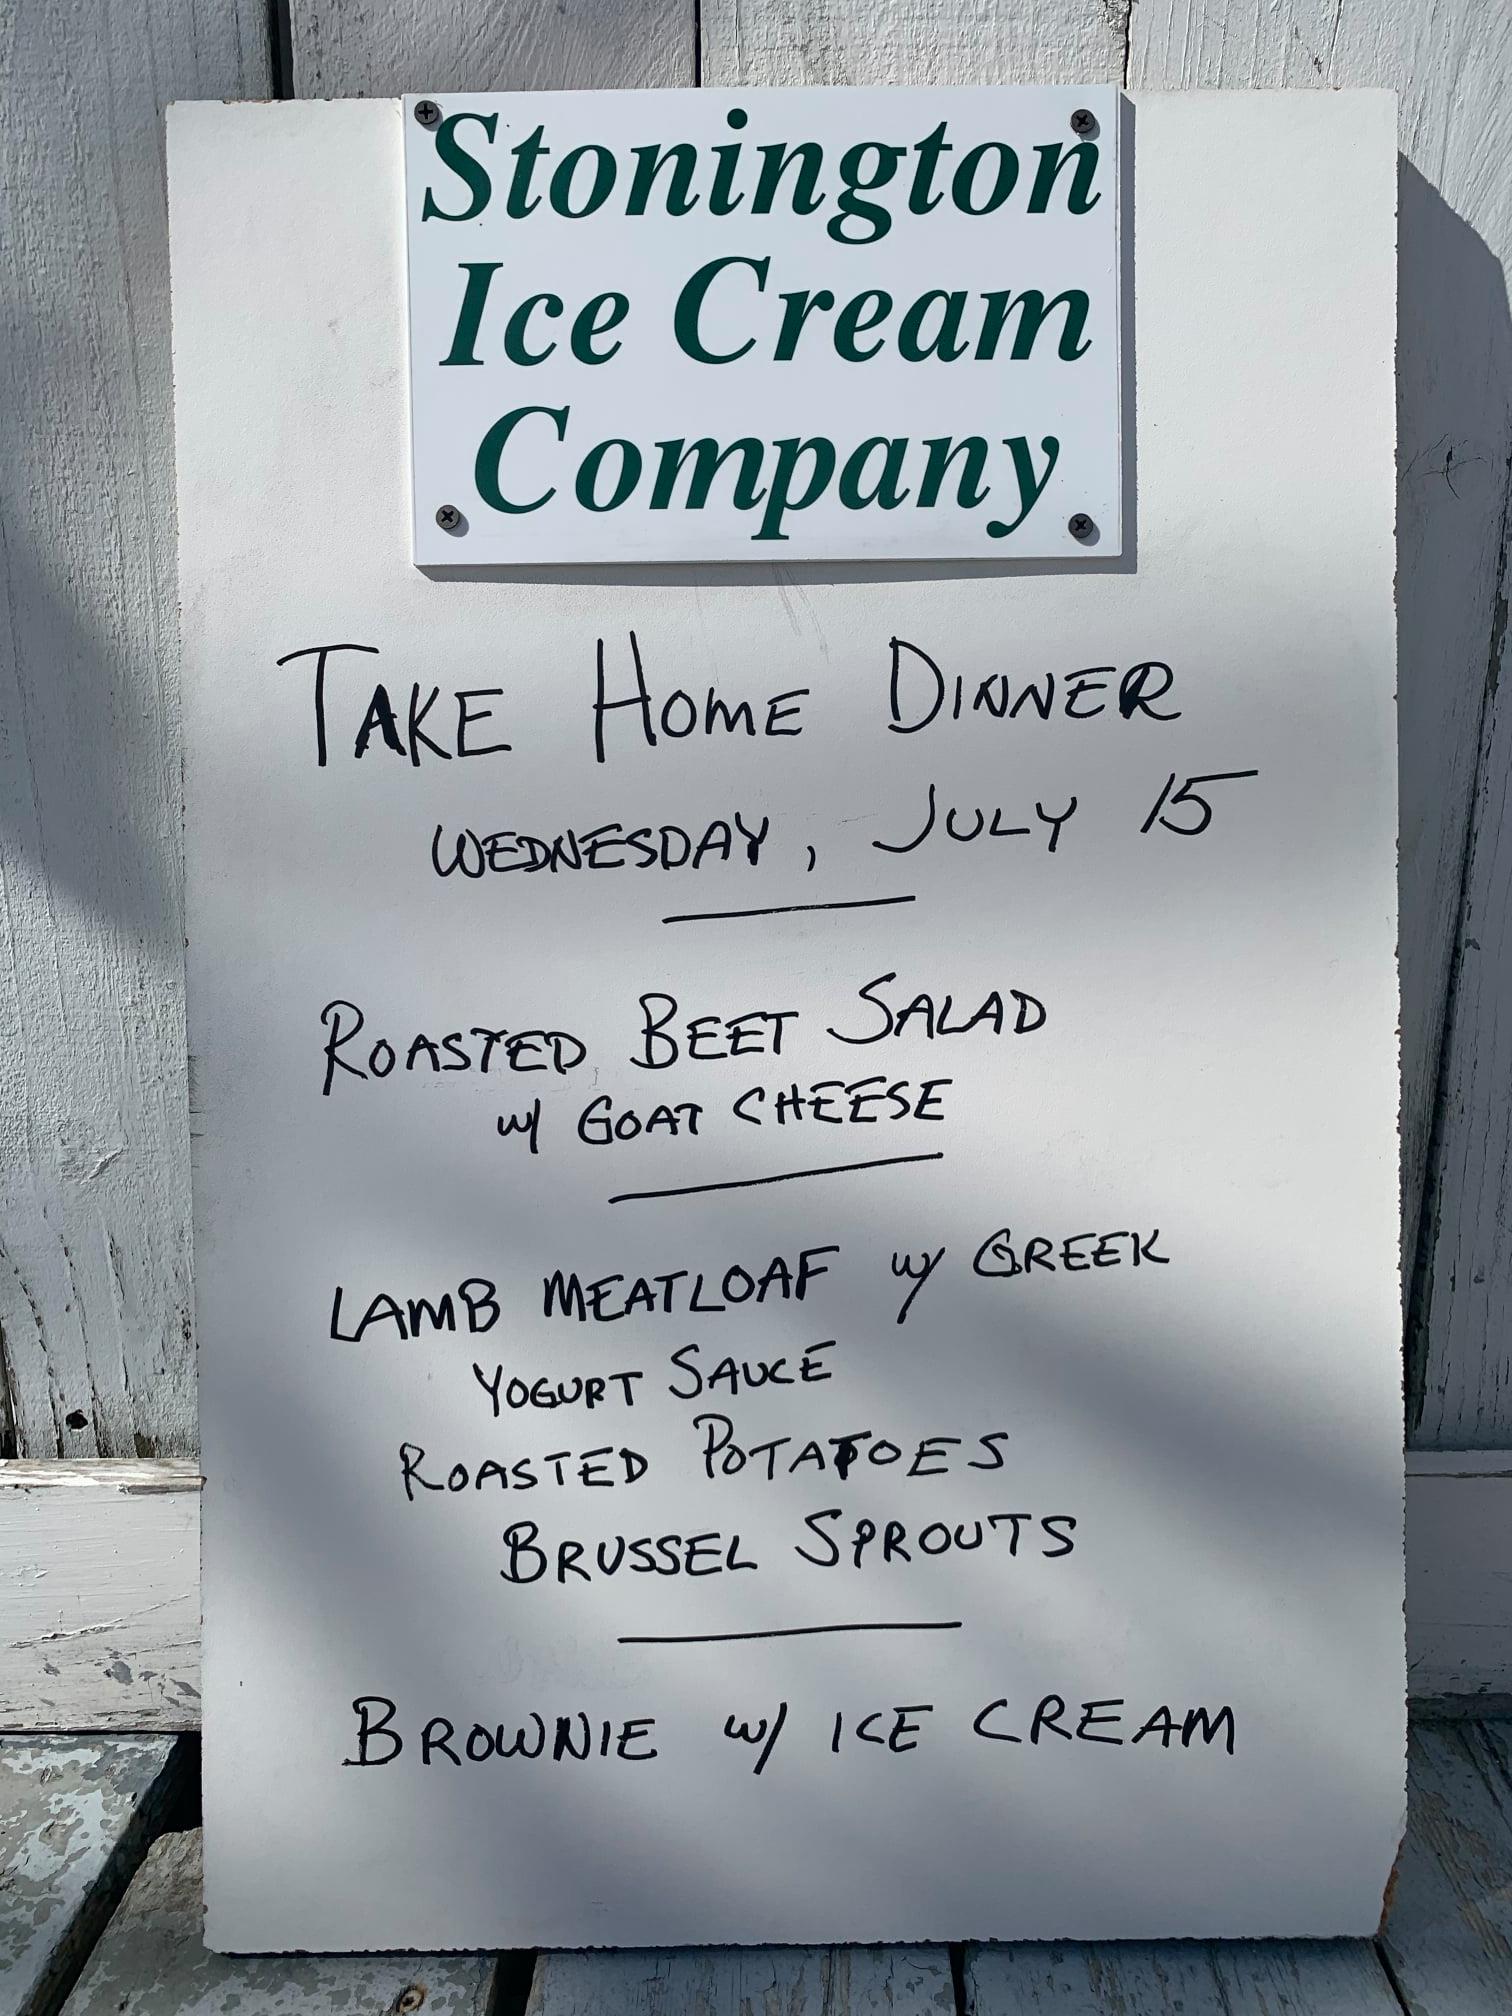 Stonington
Ice Cream
Company
TAKE HOME DINNER
WEDNESDAY, JULY 15
ROASTED BEET SALAD
w/ GOAT CHEESE
LAMB MEATLOAF w/ GREEK
YOGURT SAUCE
ROASTED POTATOES
BRUSSEL SPROUTS
BROWNIE w/ ICE CREAM